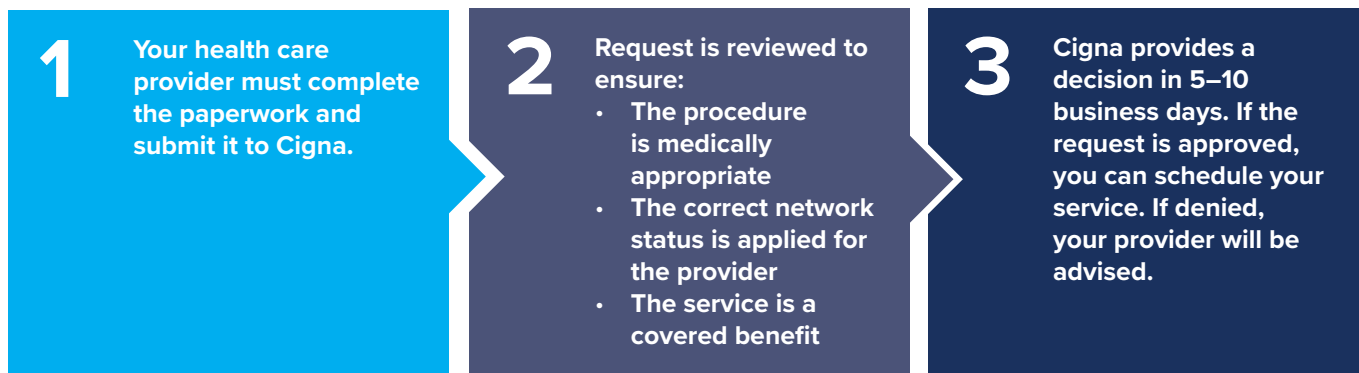 1
Your health care
provider must complete
the paperwork and
submit it to Cigna.
2
Request is reviewed to
ensure:
• The procedure
is medically
appropriate
• The correct network
status is applied for
the provider
• The service is a
covered benefit
3
Cigna provides a
decision in 5–10
business days. If the
request is approved,
you can schedule your
service. If denied,
your provider will be
advised.